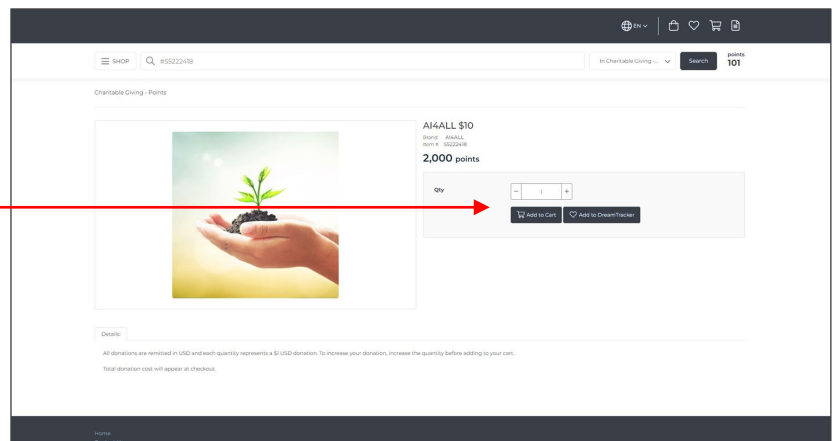 EN
SHOP
#55222418
In Charitable Giving -...
Search
points
101
Charitable Giving - Points
AI4ALL $10
Brand: AI4ALL
Item # 55222418
2,000 points
Qty
- 1 +
Add to Cart
Add to DreamTracker
Details:
All donations are remitted in USD and each quantity represents a $1 USD donation. To increase your donation, increase the quantity before adding to your cart.
Total donation cost will appear at checkout.
Home